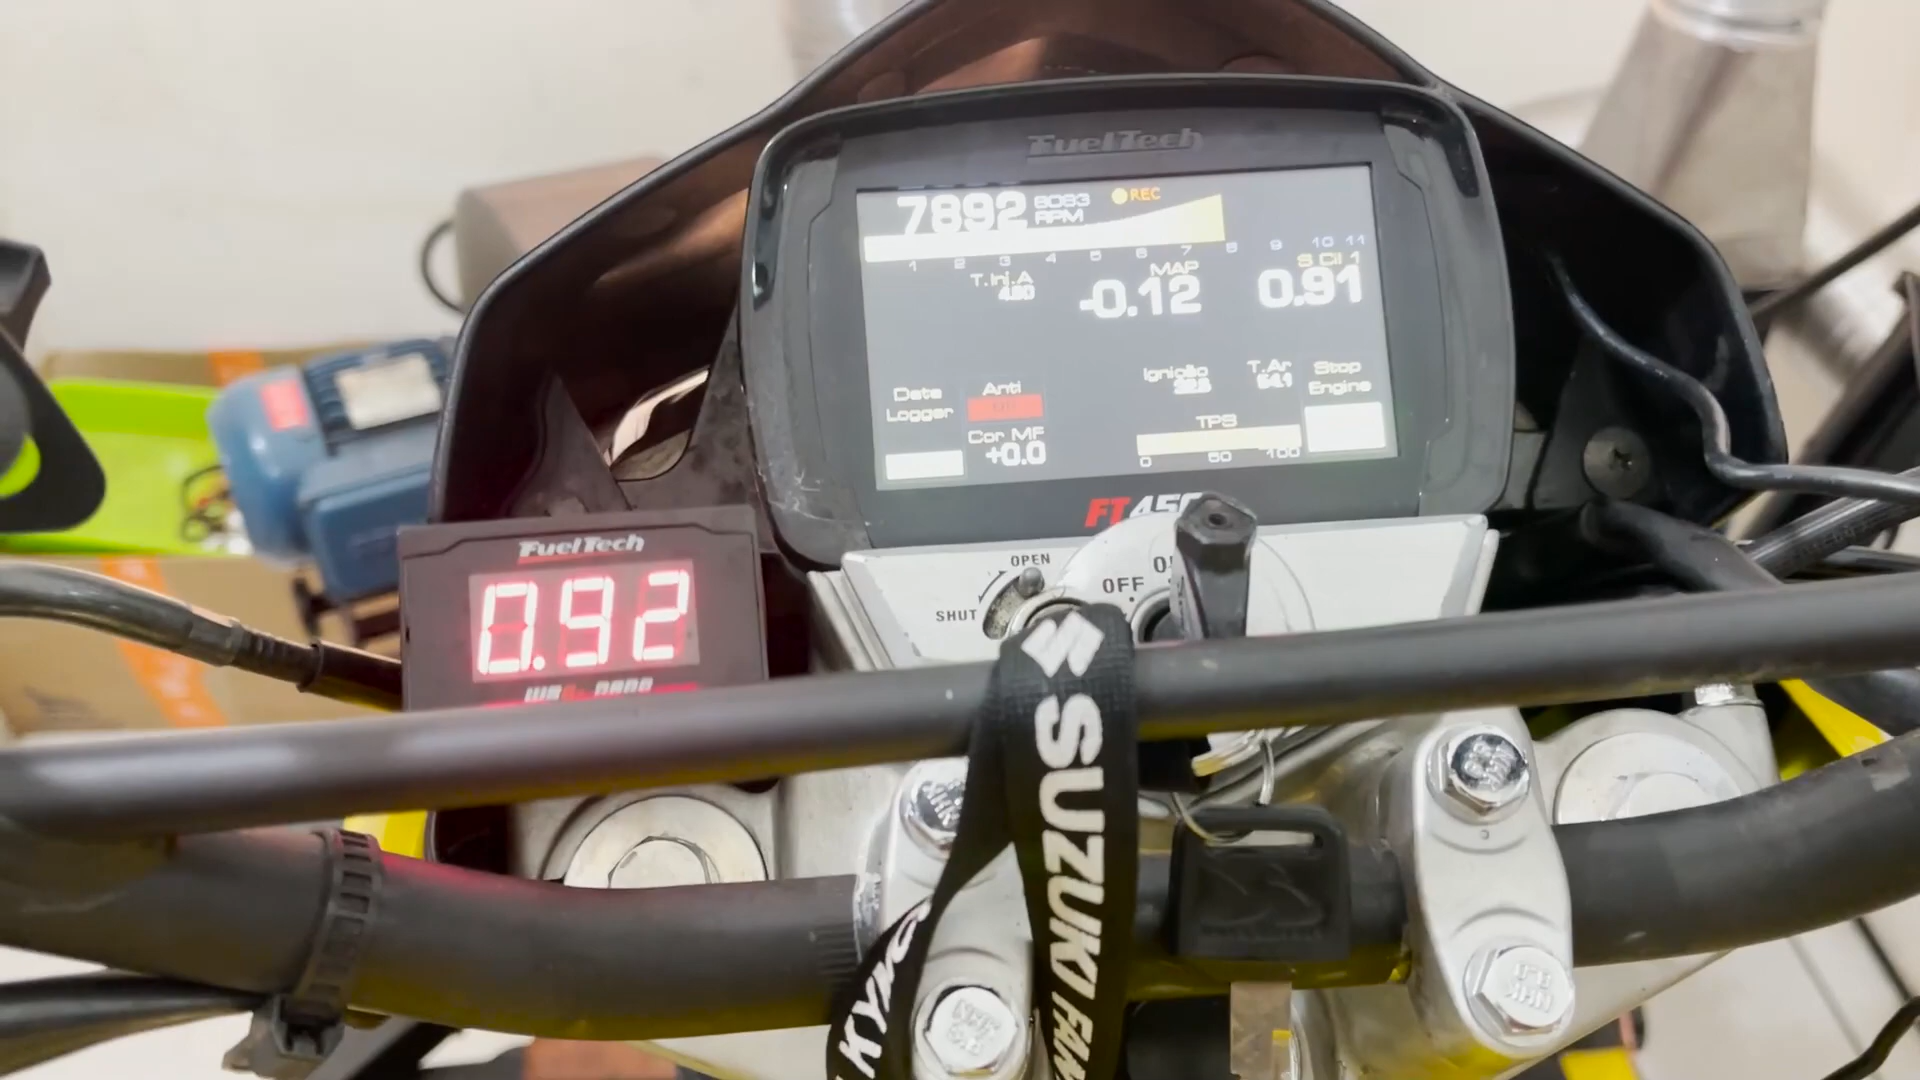 FuelTech
7892 8083 RPM REC
1 2 3 4 5 6 7 8 9 10 11
T.Inj.A MAP S Cil 1
-0.12 0.91
Ignição T.Ar Stop Engine
Data Logger Anti
TPS
Cor MF
+0.0
0 50 100
FT450
FuelTech
0.92
OPEN
SHUT
OFF
SUZUKI